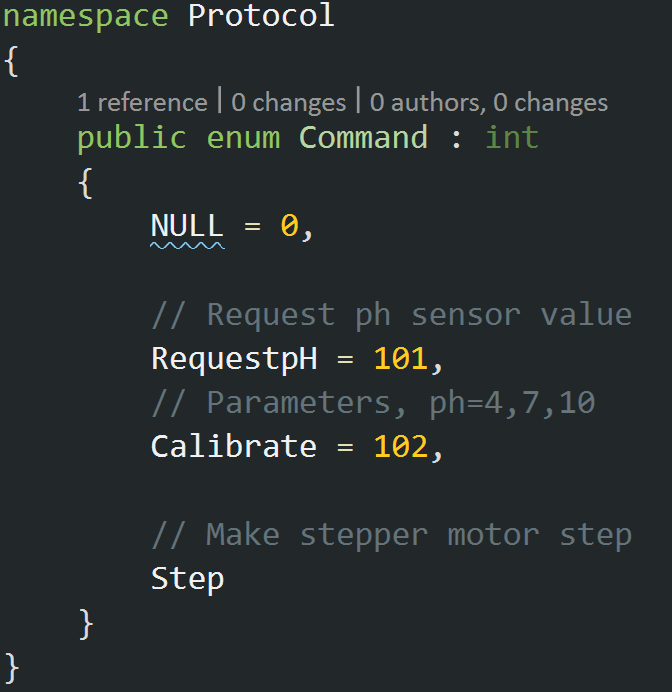 namespace Protocol
{
1 reference | 0 changes | 0 authors, 0 changes
public enum Command : int
{
NULL = 0,
// Request ph sensor value
RequestpH = 101,
// Parameters, ph=4,7,10
Calibrate = 102,
// Make stepper motor step
Step
}
}